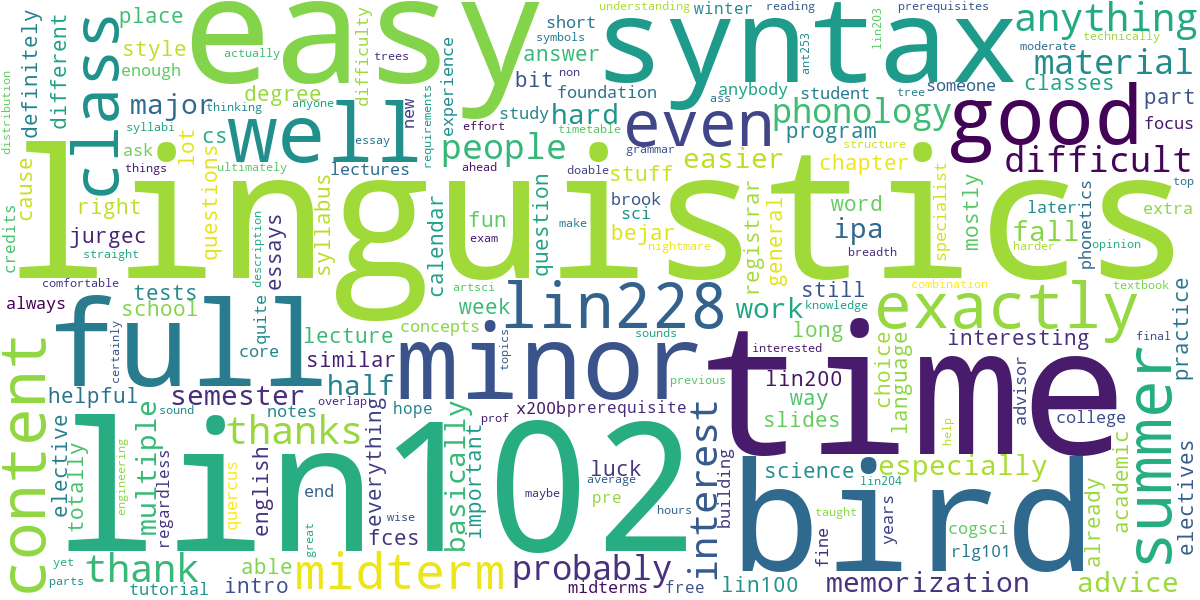 linguistics
time
lin102
easy
syntax
full
minor
bird
good
well
even
class
exactly
lin228
content
summer
midterm
difficult
anything
thanks
thank
people
phonology
material
interest
probably
major
semester
hard
half
work
ipa
fall
especially
memorization
advice
jurgec
bejar
cs
degree
style
place
different
definitely
cause
lot
ask
enough
right
questions
syllabus
essays
calendar
question
fun
stuff
easier
chapter
program
student
anybody
answer
short
bit
foundation
study
lectures
experience
difficulty
new
requirements
winter
reading
understanding
prerequisites
lin203
ant253
moderate
technically
symbols
trees
tree
actually
thinking
anyone
syllabi
things
ultimately
essay
effort
ahead
exam
non
timetable
grammar
doable
ass
structure
someone
classes
part
focus
top
extra
later
opinion
harder
phonetics
mostly
specialist
general
registrar
word
brook
sci
nightmare
make
breadth
distribution
credits
straight
comfortable
always
tests
school
quite
description
core
certainly
helpful
lecture
similar
concepts
week
artsci
topics
sounds
still
long
knowledge
combination
textbook
interesting
practice
final
language
choice
interested
lin200
way
slides
advisor
college
previous
prerequisite
x200b
prof
hope
important
basically
everything
overlap
notes
sound
multiple
totally
elective
regardless
engineering
quercus
english
end
great
wise
fces
luck
average
maybe
pre
hours
building
science
lin204
help
taught
years
fine
cogsci
rlg101
already
academic
electives
yet
parts
tutorial
intro
able
midterms
free
lin100